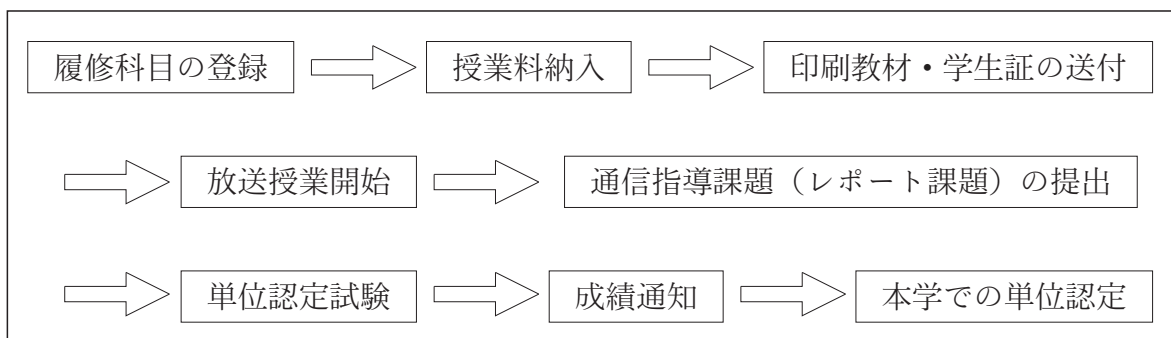 履修科目の登録 授業料納入 印刷教材・学生証の送付
放送授業開始 通信指導課題（レポート課題）の提出
単位認定試験 成績通知 本学での単位認定